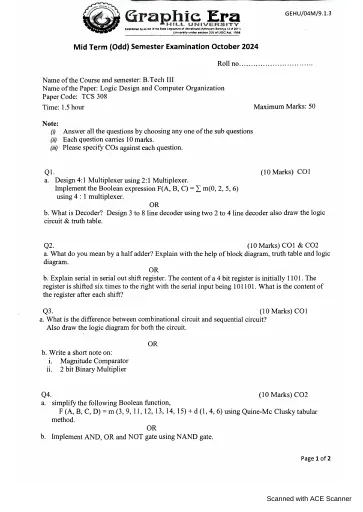 GEHU/04M/9.1.3
Graphic Era
HILL UNIVERSITY
Mid Term (Odd) Semester Examination October 2024
Roll no..............................
Name of the Course and semester: B.Tech III
Name of the Paper: Logic Design and Computer Organization
Paper Code: TCS 308
Time: 1.5 hour Maximum Marks: 50
Note:
(i) Answer all the questions by choosing any one of the sub questions
(ii) Each question carries 10 marks.
(iii) Please specify COs against each question.
Q1. (10 Marks) CO1
a. Design 4:1 Multiplexer using 2:1 Multiplexer.
Implement the Boolean expression F(A, B, C) = ∑ m(0, 2, 5, 6)
using 4 : 1 multiplexer.
OR
b. What is Decoder? Design 3 to 8 line decoder using two 2 to 4 line decoder also draw the logic
circuit & truth table.
Q2. (10 Marks) CO1 & CO2
a. What do you mean by a half adder? Explain with the help of block diagram, truth table and logic
diagram.
OR
b. Explain serial in serial out shift register. The content of a 4 bit register is initially 1101. The
register is shifted six times to the right with the serial input being 101101. What is the content of
the register after each shift?
Q3. (10 Marks) CO1
a. What is the difference between combinational circuit and sequential circuit?
Also draw the logic diagram for both the circuit.
OR
b. Write a short note on:
i. Magnitude Comparator
ii. 2 bit Binary Multiplier
Q4. (10 Marks) CO2
a. simplify the following Boolean function,
F (A, B, C, D) = m (3, 9, 11, 12, 13, 14, 15) + d (1, 4, 6) using Quine-Mc Clusky tabular
method.
OR
b. Implement AND, OR and NOT gate using NAND gate.
Page 1 of 2
Scanned with ACE Scanner